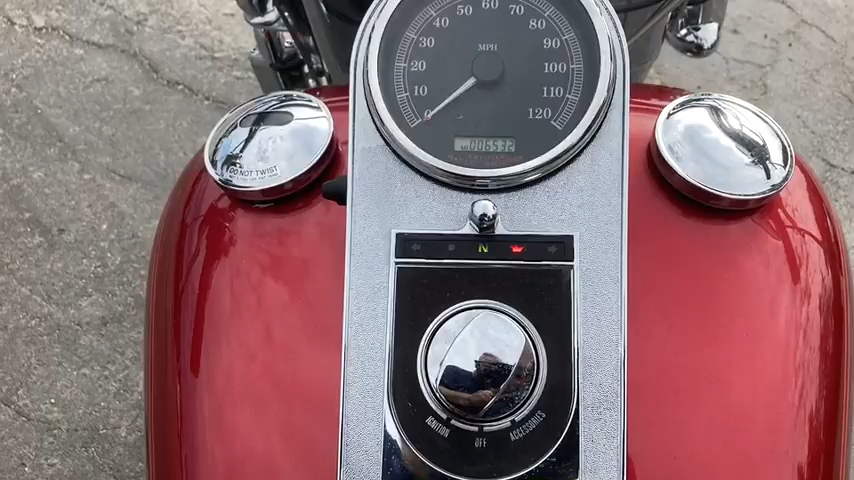 60
50 70
40 80
MPH
30 90
20 100
10 110
0 120
MI 006532
DO NOT TWIST
N
IGNITION OFF ACCESSORIES